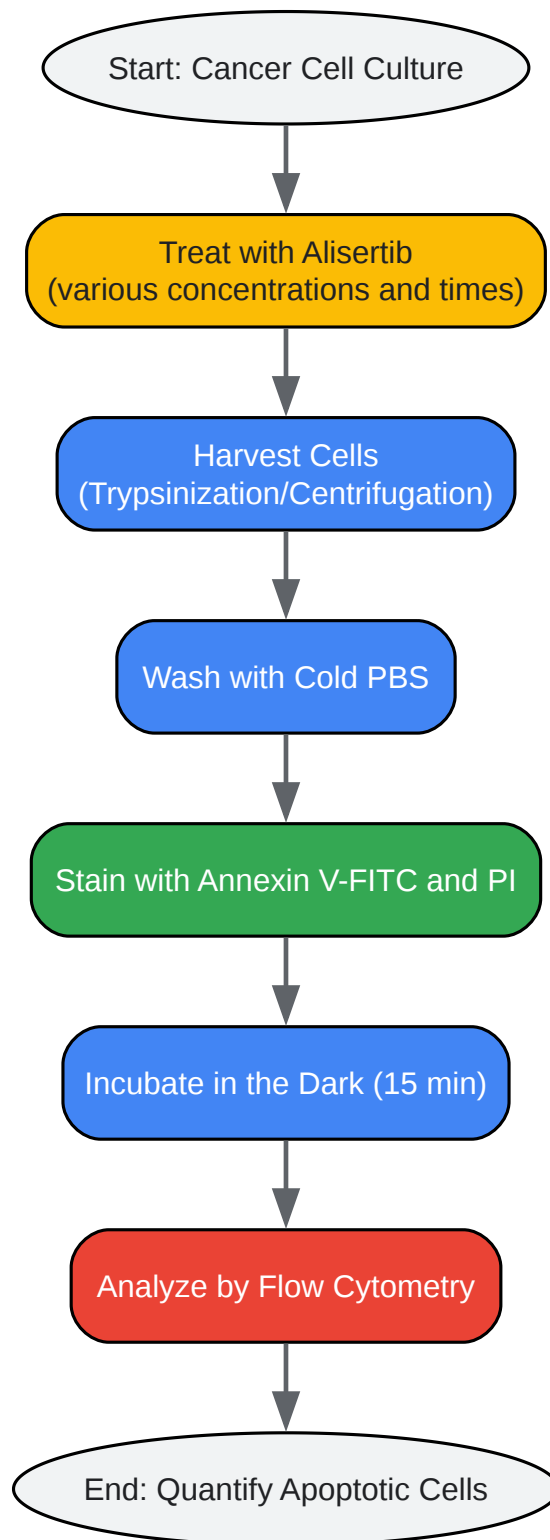 Start: Cancer Cell Culture
Treat with Alisertib
(various concentrations and times)
Harvest Cells
(Trypsinization/Centrifugation)
Wash with Cold PBS
Stain with Annexin V-FITC and PI
Incubate in the Dark (15 min)
Analyze by Flow Cytometry
End: Quantify Apoptotic Cells